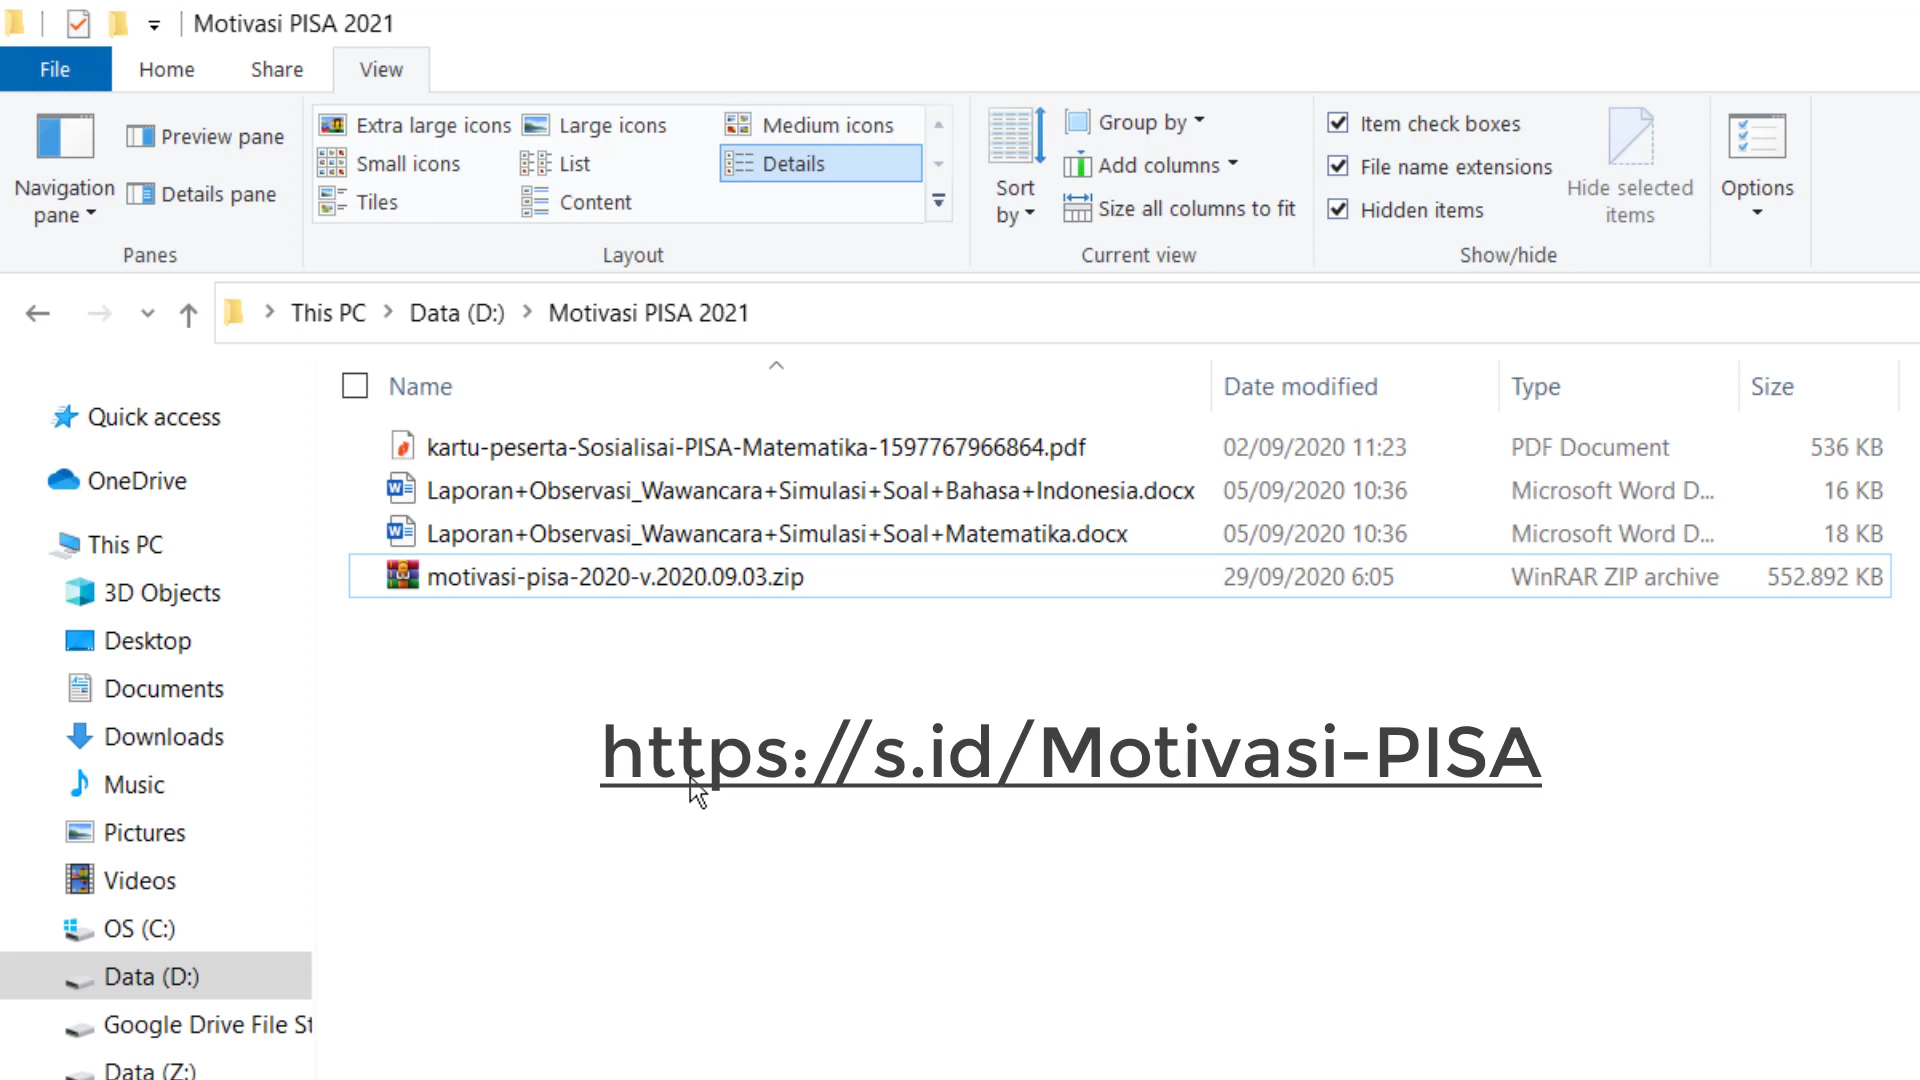 Motivasi PISA 2021
File Home Share View
Extra large icons Large icons Medium icons
Small icons List Details
Tiles Content
Navigation pane
Preview pane
Details pane
Panes
Layout
Sort by
Group by
Add columns
Size all columns to fit
Current view
Item check boxes
File name extensions
Hidden items
Hide selected items
Show/hide
Options
This PC > Data (D:) > Motivasi PISA 2021
Name Date modified Type Size
kartu-peserta-Sosialisai-PISA-Matematika-1597767966864.pdf 02/09/2020 11:23 PDF Document 536 KB
Laporan+Observasi_Wawancara+Simulasi+Soal+Bahasa+Indonesia.docx 05/09/2020 10:36 Microsoft Word D... 16 KB
Laporan+Observasi_Wawancara+Simulasi+Soal+Matematika.docx 05/09/2020 10:36 Microsoft Word D... 18 KB
motivasi-pisa-2020-v.2020.09.03.zip 29/09/2020 6:05 WinRAR ZIP archive 552.892 KB
Quick access
OneDrive
This PC
3D Objects
Desktop
Documents
Downloads
Music
Pictures
Videos
OS (C:)
Data (D:)
Google Drive File St
Data (Z:)
https://s.id/Motivasi-PISA